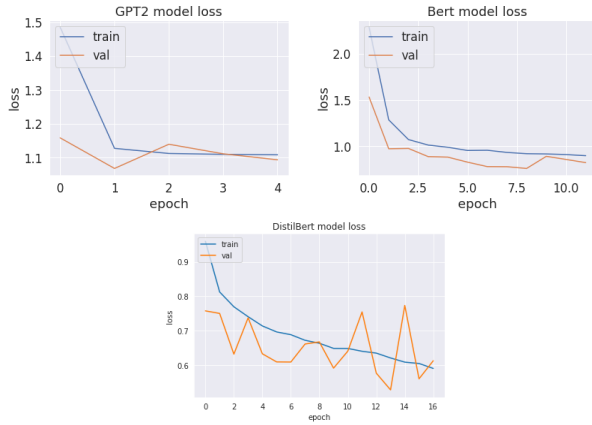 GPT2 model loss
train
val
1.5
1.4
1.3
1.2
1.1
loss
0 1 2 3 4
epoch
Bert model loss
train
val
2.0
1.5
1.0
loss
0.0 2.5 5.0 7.5 10.0
epoch
DistilBert model loss
train
val
0.9
0.8
0.7
0.6
loss
0 2 4 6 8 10 12 14 16
epoch